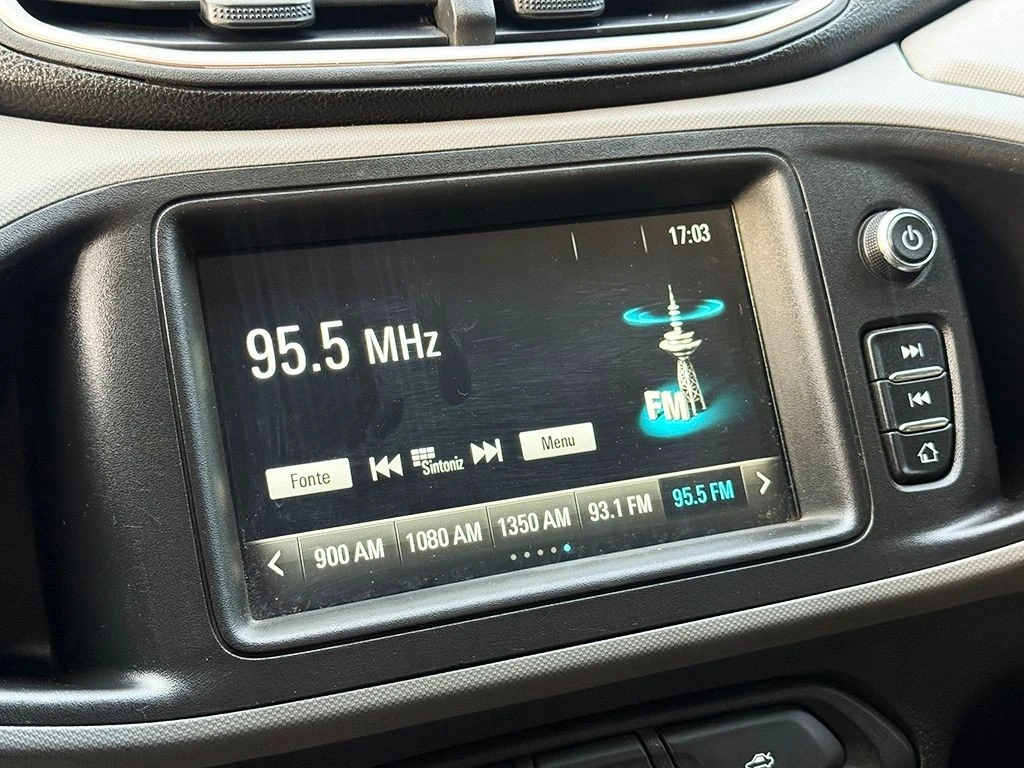 17:03
95.5 MHz
FM
Fonte
Sintoniz
Menu
900 AM
1080 AM
1350 AM
93.1 FM
95.5 FM